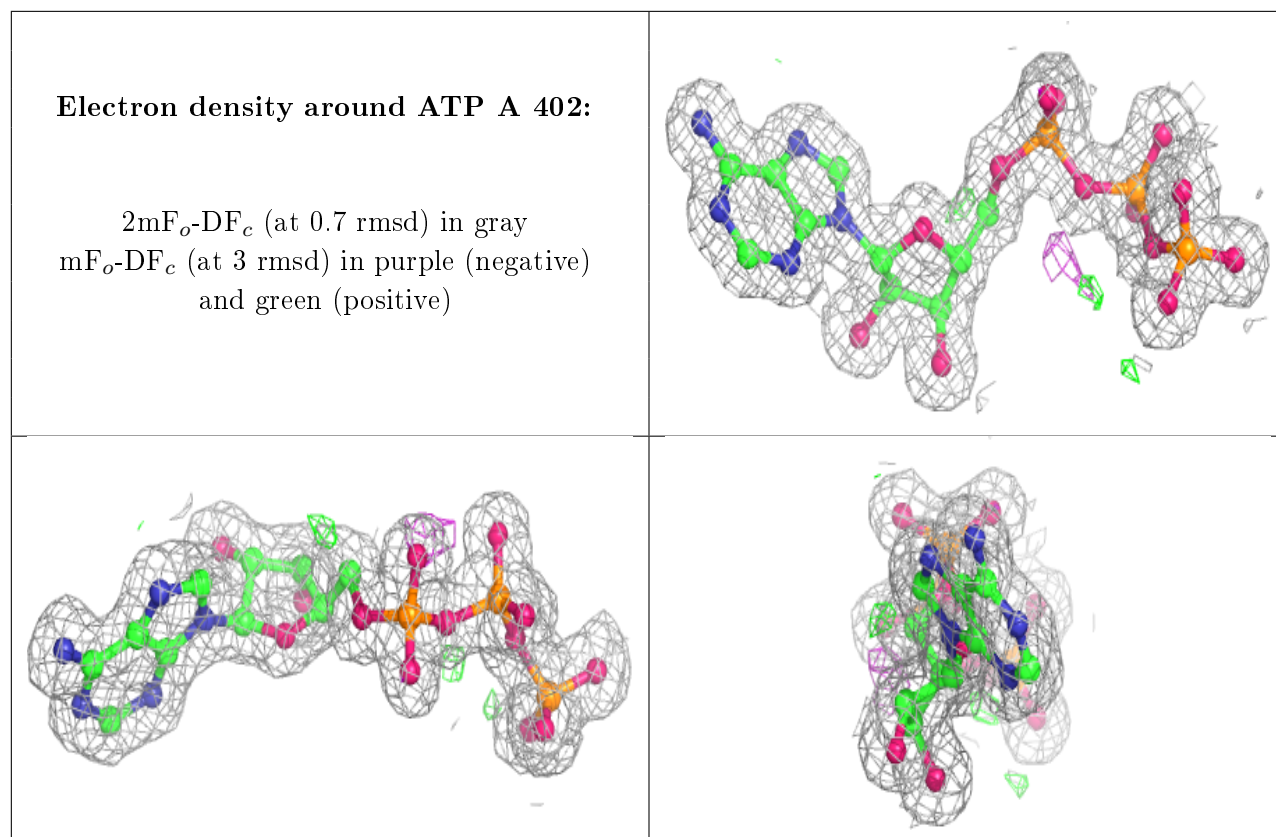 Electron density around ATP A 402:
2mFo-DFc (at 0.7 rmsd) in gray
mFo-DFc (at 3 rmsd) in purple (negative)
and green (positive)